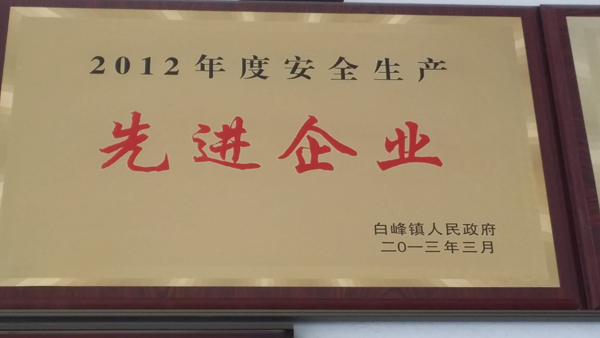 2012年度安全生产
先进企业
白峰镇人民政府
二〇一三年三月